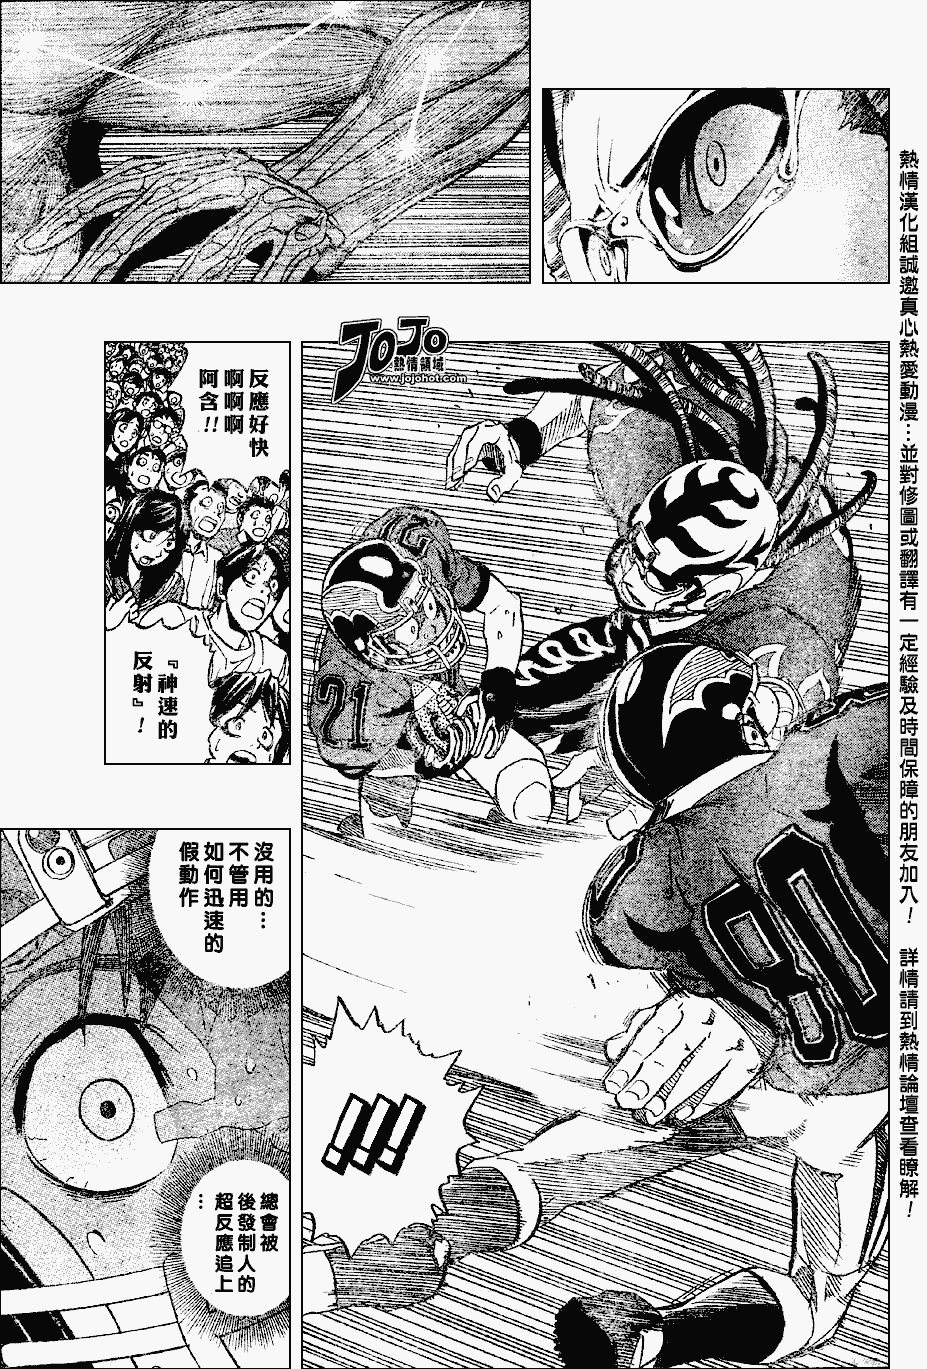 熱情漢化組誠邀真心熱愛動漫…並對修圖或翻譯有一定經驗及時間保障的朋友加入！ 詳情請到熱情論壇查看瞭解！
JOJO
熱情領域
www.jojohot.com
21
80
!!!
反應好快
啊啊啊
阿含!!
『神速的
反射』！
沒用的…
不管用
如何迅速的
假動作
總會被
後發制人的
超反應追上
…